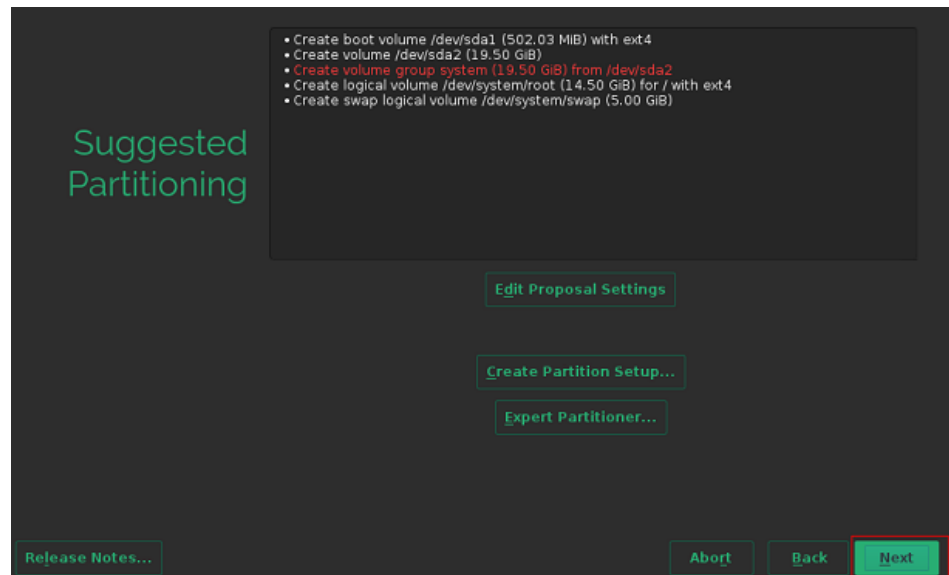 • Create boot volume /dev/sda1 (502.03 MiB) with ext4
• Create volume /dev/sda2 (19.50 GiB)
• Create volume group system (19.50 GiB) from /dev/sda2
• Create logical volume /dev/system/root (14.50 GiB) for / with ext4
• Create swap logical volume /dev/system/swap (5.00 GiB)
Suggested
Partitioning
Edit Proposal Settings
Create Partition Setup...
Expert Partitioner...
Release Notes...
Abort
Back
Next